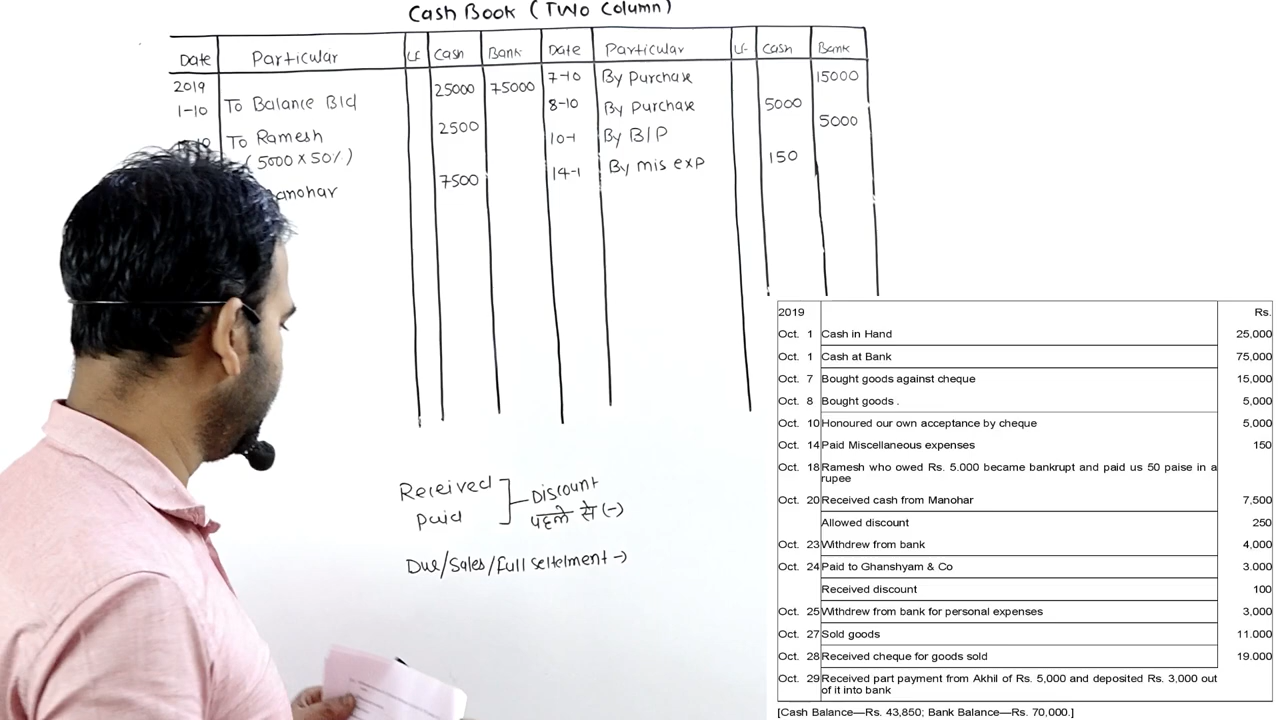 Cash Book (Two Column)
Date Particular LF Cash Bank Date Particular LF Cash Bank
2019
1-10 To Balance B/d 25000 75000 7-10 By Purchase 15000
8-10 By Purchase 5000
-10 To Ramesh 2500 10-1 By B/P 5000
(5000 x 50%)
anohar 7500 14-1 By mis exp 150
Received
Paid
Discount
पहले से (-)
Due/Sales/Full Seltelment →
2019 Rs.
Oct. 1 Cash in Hand 25,000
Oct. 1 Cash at Bank 75,000
Oct. 7 Bought goods against cheque 15,000
Oct. 8 Bought goods . 5,000
Oct. 10 Honoured our own acceptance by cheque 5,000
Oct. 14 Paid Miscellaneous expenses 150
Oct. 18 Ramesh who owed Rs. 5.000 became bankrupt and paid us 50 paise in a
rupee
Oct. 20 Received cash from Manohar 7,500
Allowed discount 250
Oct. 23 Withdrew from bank 4,000
Oct. 24 Paid to Ghanshyam & Co 3.000
Received discount 100
Oct. 25 Withdrew from bank for personal expenses 3,000
Oct. 27 Sold goods 11.000
Oct. 28 Received cheque for goods sold 19.000
Oct. 29 Received part payment from Akhil of Rs. 5,000 and deposited Rs. 3,000 out
of it into bank
[Cash Balance—Rs. 43,850; Bank Balance—Rs. 70,000.]